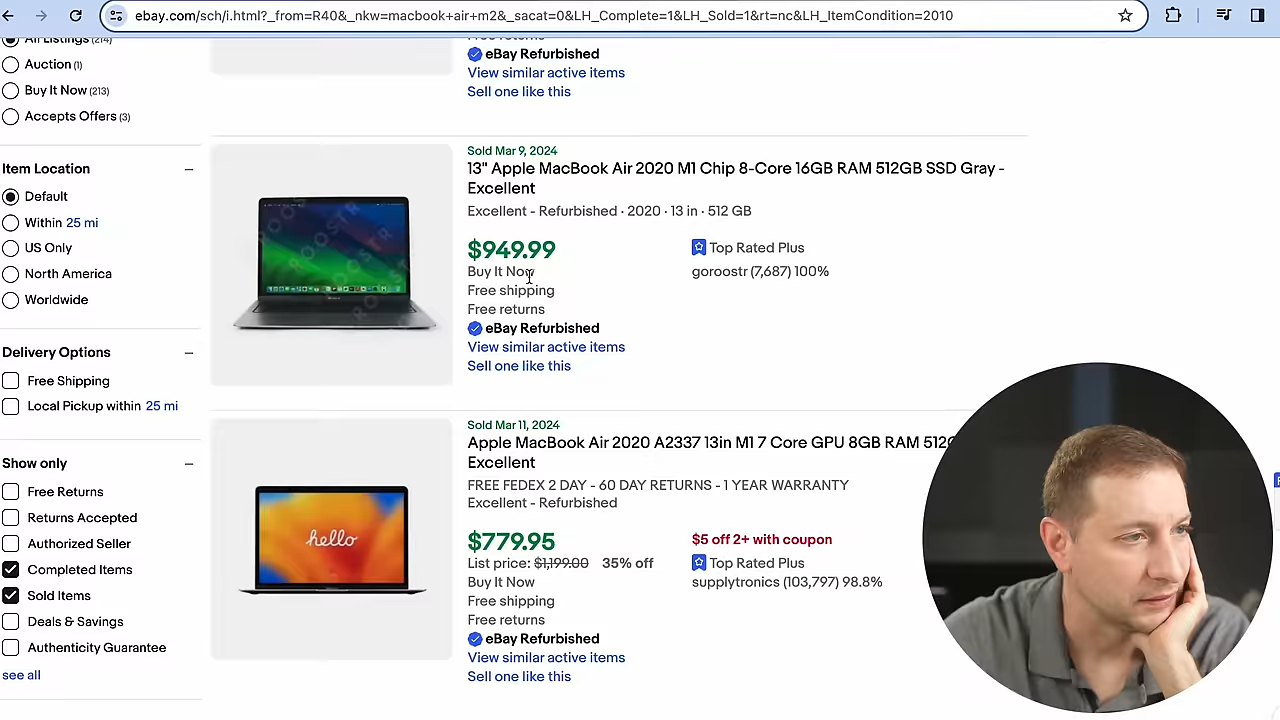 ebay.com/sch/i.html?_from=R40&_nkw=macbook+air+m2&_sacat=0&LH_Complete=1&LH_Sold=1&rt=nc&LH_ItemCondition=2010
All Listings (214)
Auction (1)
Buy It Now (213)
Accepts Offers (3)
Item Location
Default
Within 25 mi
US Only
North America
Worldwide
Delivery Options
Free Shipping
Local Pickup within 25 mi
Show only
Free Returns
Returns Accepted
Authorized Seller
Completed Items
Sold Items
Deals & Savings
Authenticity Guarantee
see all
Free returns
eBay Refurbished
View similar active items
Sell one like this
Sold Mar 9, 2024
13" Apple MacBook Air 2020 M1 Chip 8-Core 16GB RAM 512GB SSD Gray -
Excellent
Excellent - Refurbished · 2020 · 13 in · 512 GB
$949.99
Buy It Now
Free shipping
Free returns
eBay Refurbished
View similar active items
Sell one like this
Top Rated Plus
goroostr (7,687) 100%
ROOSTR
Sold Mar 11, 2024
Apple MacBook Air 2020 A2337 13in M1 7 Core GPU 8GB RAM 512
Excellent
FREE FEDEX 2 DAY - 60 DAY RETURNS - 1 YEAR WARRANTY
Excellent - Refurbished
$779.95
List price: $1,199.00 35% off
Buy It Now
Free shipping
Free returns
eBay Refurbished
View similar active items
Sell one like this
$5 off 2+ with coupon
Top Rated Plus
supplytronics (103,797) 98.8%
hello